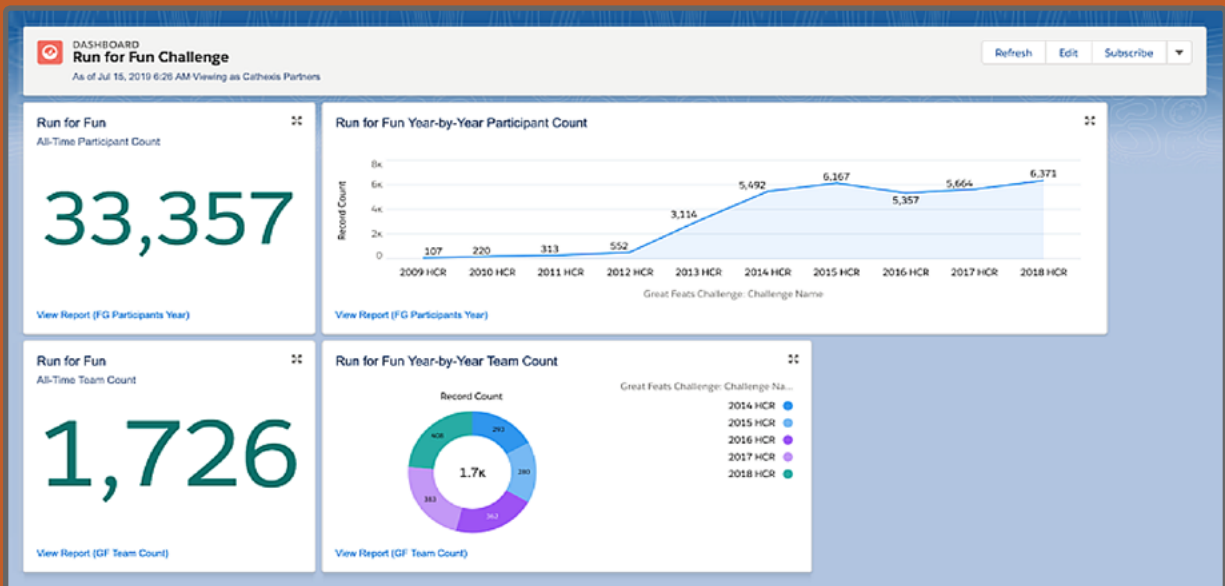 DASHBOARD
Run for Fun Challenge
As of Jul 15, 2019 6:26 AM·Viewing as Cathexis Partners
Refresh
Edit
Subscribe
Run for Fun
All-Time Participant Count
33,357
View Report (FG Participants Year)
Run for Fun Year-by-Year Participant Count
Record Count
8K
6K
4K
2K
0
107
220
313
552
3,114
5,492
6,167
5,357
5,664
6,371
2009 HCR
2010 HCR
2011 HCR
2012 HCR
2013 HCR
2014 HCR
2015 HCR
2016 HCR
2017 HCR
2018 HCR
Great Feats Challenge: Challenge Name
View Report (FG Participants Year)
Run for Fun
All-Time Team Count
1,726
View Report (GF Team Count)
Run for Fun Year-by-Year Team Count
Record Count
408
293
280
362
383
1.7K
Great Feats Challenge: Challenge Na...
2014 HCR
2015 HCR
2016 HCR
2017 HCR
2018 HCR
View Report (GF Team Count)